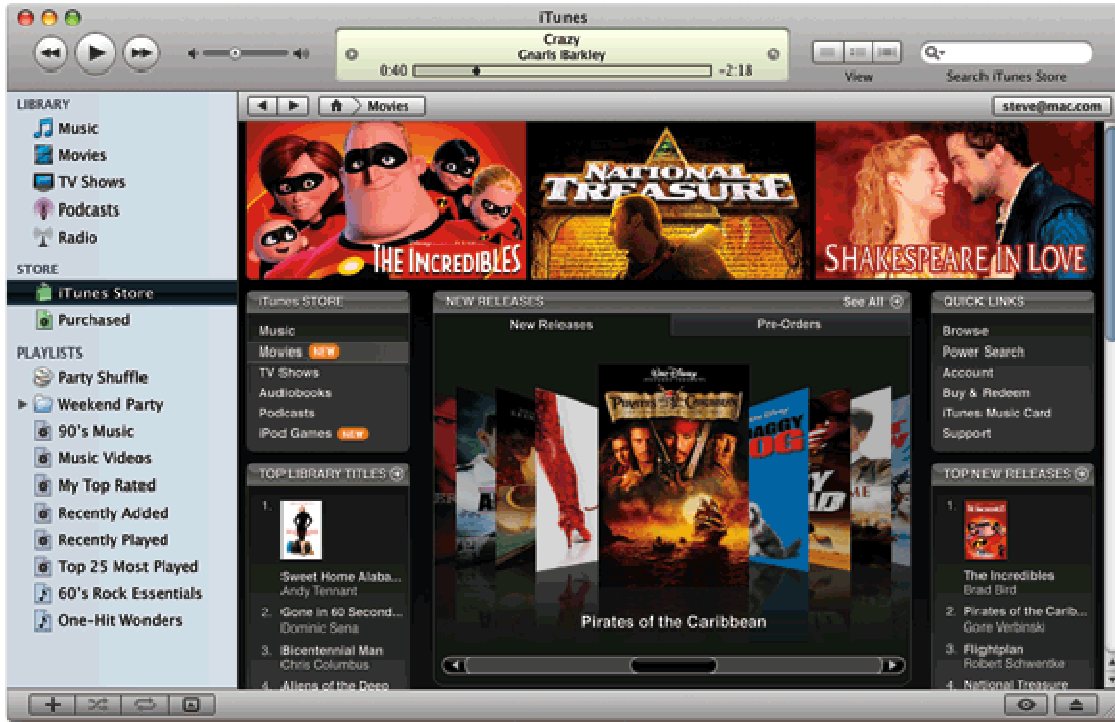 iTunes
Crazy
Gnarls Barkley
0:40
-2:18
View
Search iTunes Store
LIBRARY
Music
Movies
TV Shows
Podcasts
Radio
STORE
iTunes Store
Purchased
PLAYLISTS
Party Shuffle
Weekend Party
90's Music
Music Videos
My Top Rated
Recently Added
Recently Played
Top 25 Most Played
60's Rock Essentials
One-Hit Wonders
Movies
steve@mac.com
THE INCREDIBLES
NATIONAL
TREASURE
SHAKESPEARE IN LOVE
iTunes STORE
Music
Movies NEW
TV Shows
Audiobooks
Podcasts
iPod Games NEW
TOP LIBRARY TITLES
1.
Sweet Home Alaba...
Andy Tennant
2. Gone in 60 Second...
Dominic Sena
3. Bicentennial Man
Chris Columbus
4. Aliens of the Deep
NEW RELEASES
See All
New Releases
Pre-Orders
WALT DISNEY
PIRATES OF THE CARIBBEAN
Pirates of the Caribbean
QUICK LINKS
Browse
Power Search
Account
Buy & Redeem
iTunes Music Card
Support
TOP NEW RELEASES
1.
The Incredibles
Brad Bird
2. Pirates of the Carib...
Gore Verbinski
3. Flightplan
Robert Schwentke
4. National Treasure